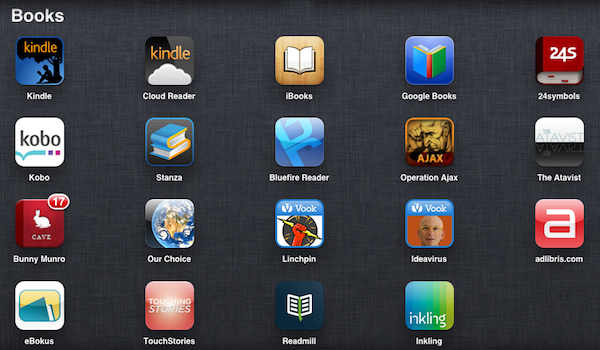 Books
kindle
kindle
24S
Kindle
Cloud Reader
iBooks
Google Books
24symbols
kobo
AJAX
THE
ATAVIST
Kobo
Stanza
Bluefire Reader
Operation Ajax
The Atavist
17
CAVE
Vook
Vook
a
Bunny Munro
Our Choice
Linchpin
Ideavirus
adlibris.com
TOUCHING
STORIES
inkling
eBokus
TouchStories
Readmill
Inkling